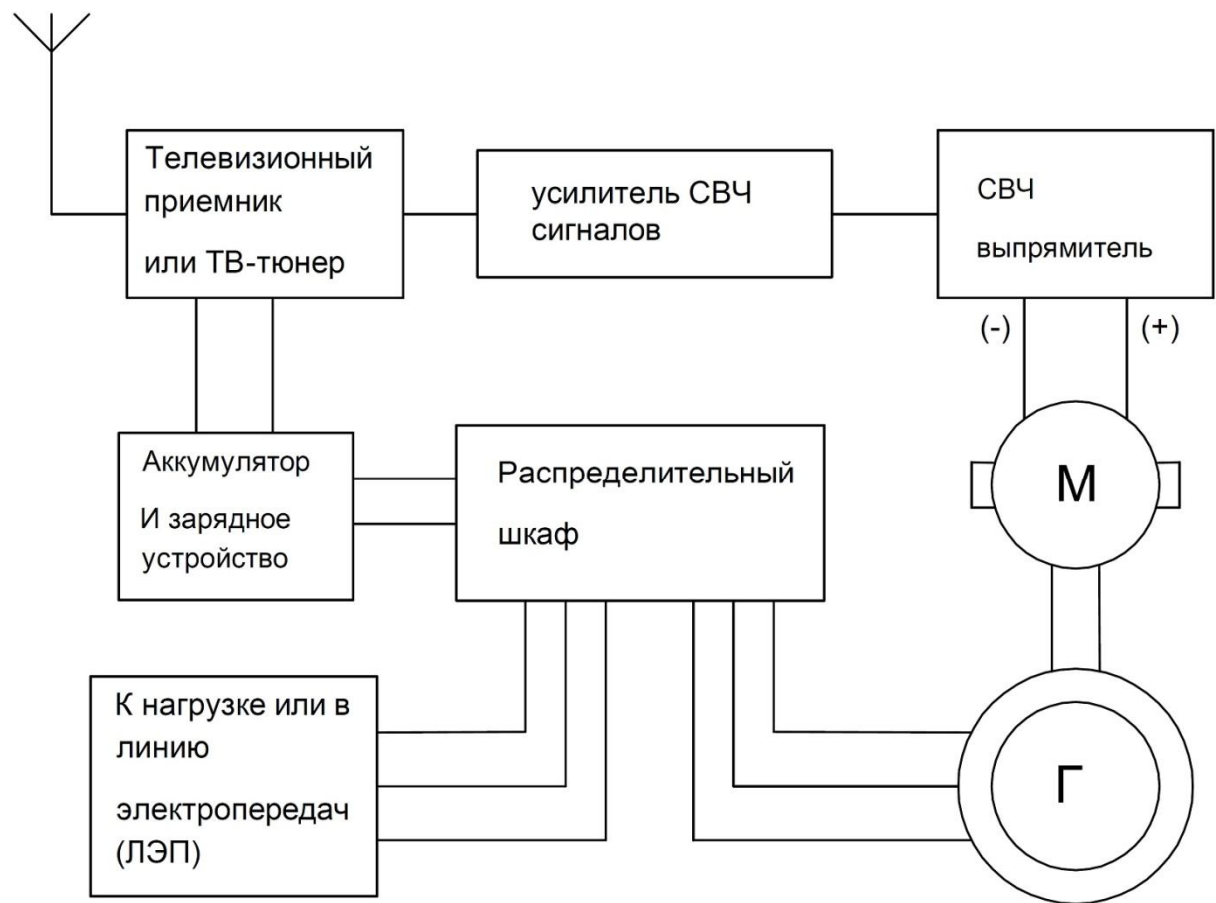 Телевизионный
приемник
или ТВ-тюнер
усилитель СВЧ
сигналов
СВЧ
выпрямитель
(-)
(+)
Аккумулятор
И зарядное
устройство
Распределительный
шкаф
М
К нагрузке или в
линию
электропередач
(ЛЭП)
Г